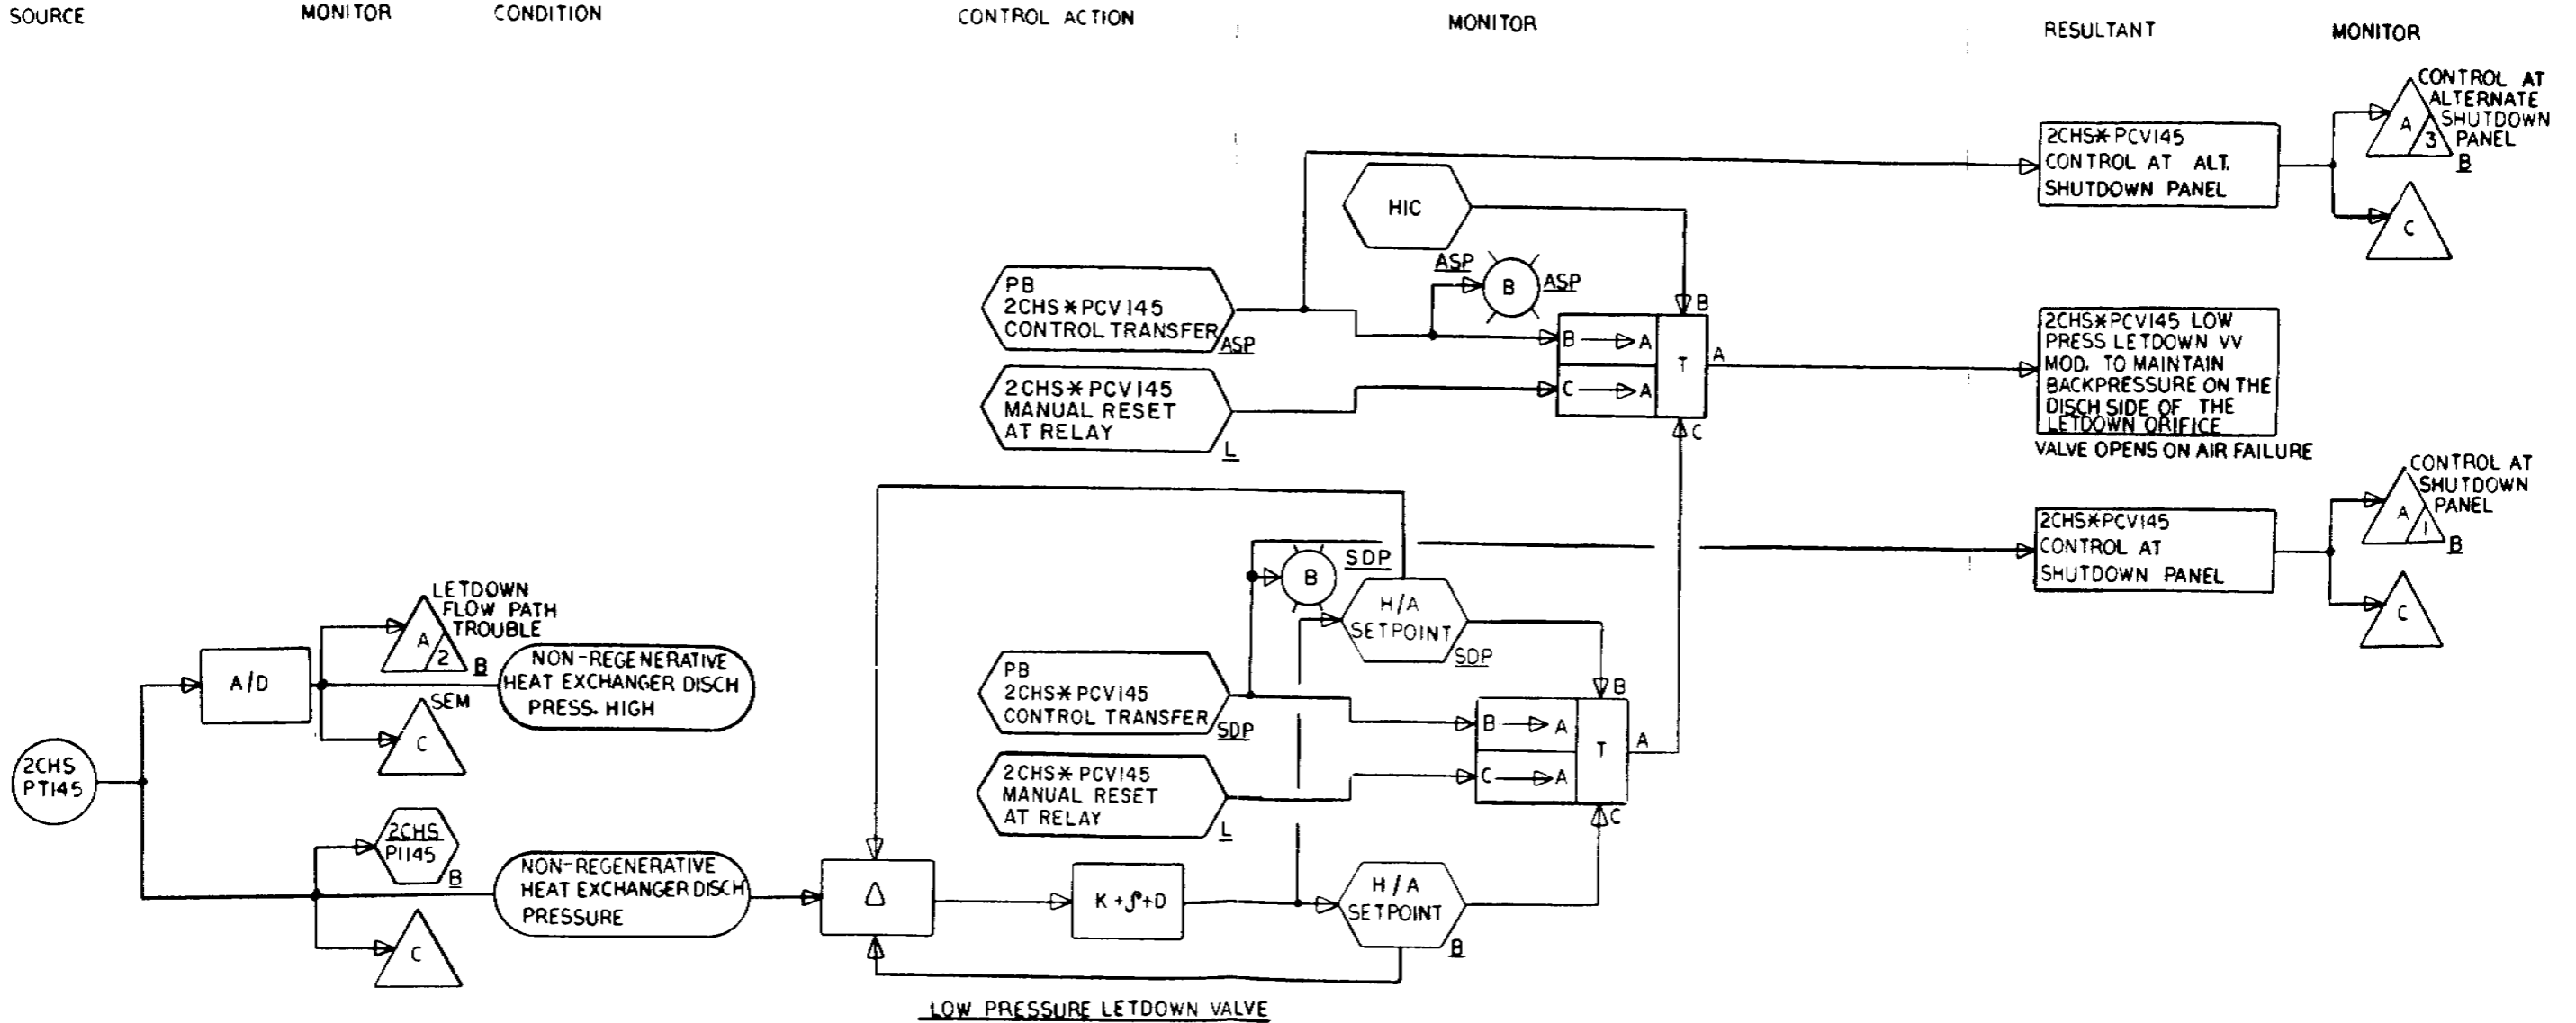 SOURCE
MONITOR
CONDITION
CONTROL ACTION
MONITOR
RESULTANT
MONITOR
CONTROL AT
ALTERNATE
SHUTDOWN
PANEL
A
3
B
2CHS*PCV145
CONTROL AT ALT.
SHUTDOWN PANEL
C
HIC
B
ASP
B
ASP
PB
2CHS*PCV145
CONTROL TRANSFER
ASP
B → A
C → A
T
A
C
2CHS*PCV145
MANUAL RESET
AT RELAY
L
2CHS*PCV145 LOW
PRESS LETDOWN VV
MOD. TO MAINTAIN
BACKPRESSURE ON THE
DISCH SIDE OF THE
LETDOWN ORIFICE
VALVE OPENS ON AIR FAILURE
CONTROL AT
SHUTDOWN
PANEL
A
1
B
2CHS*PCV145
CONTROL AT
SHUTDOWN PANEL
C
B
SDP
H/A
SETPOINT
SDP
B
LETDOWN
FLOW PATH
TROUBLE
A
2
B
A/D
NON-REGENERATIVE
HEAT EXCHANGER DISCH
PRESS. HIGH
SEM
C
PB
2CHS*PCV145
CONTROL TRANSFER
SDP
B → A
C → A
T
A
C
2CHS*PCV145
MANUAL RESET
AT RELAY
L
2CHS
PT145
2CHS
PI145
B
NON-REGENERATIVE
HEAT EXCHANGER DISCH
PRESSURE
C
Δ
K+∫+D
H/A
SETPOINT
B
LOW PRESSURE LETDOWN VALVE